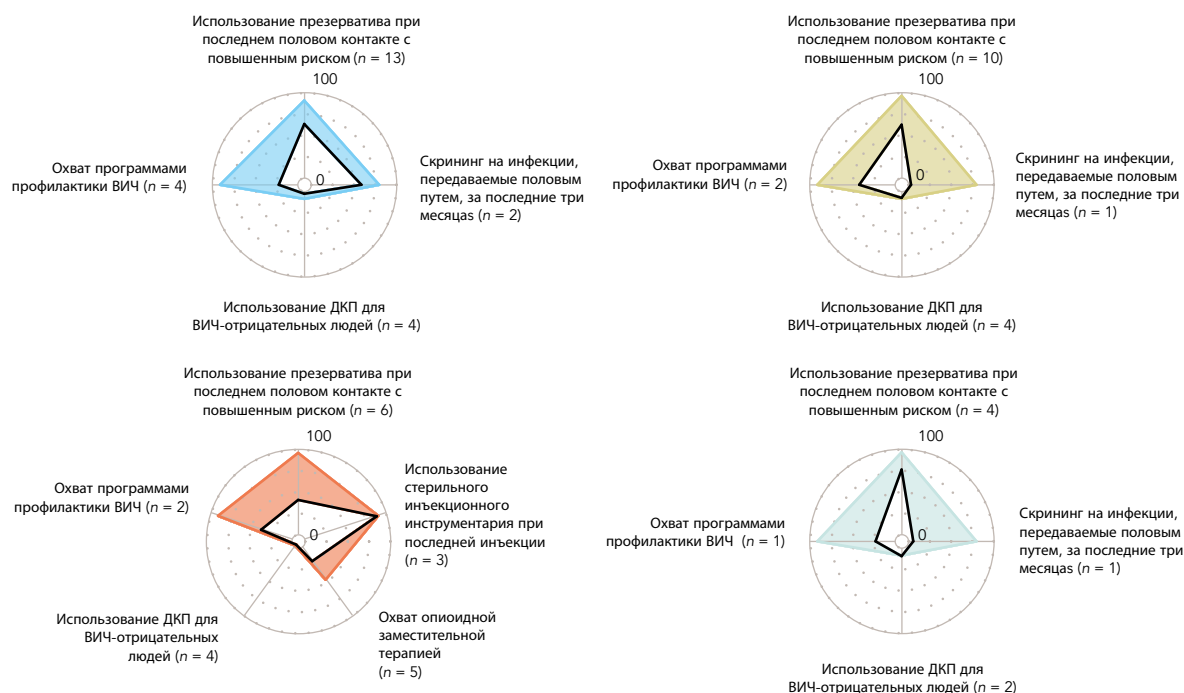 Использование презерватива при
последнем половом контакте с
повышенным риском (n = 13)
100
Охват программами
профилактики ВИЧ (n = 4)
0
Скрининг на инфекции,
передаваемые половым
путем, за последние три
месяцаs (n = 2)
Использование ДКП для
ВИЧ-отрицательных людей (n = 4)
Использование презерватива при
последнем половом контакте с
повышенным риском (n = 10)
100
Охват программами
профилактики ВИЧ (n = 2)
0
Скрининг на инфекции,
передаваемые половым
путем, за последние три
месяцаs (n = 1)
Использование ДКП для
ВИЧ-отрицательных людей (n = 4)
Использование презерватива при
последнем половом контакте с
повышенным риском (n = 6)
100
Охват программами
профилактики ВИЧ (n = 2)
0
Использование
стерильного
инъекционного
инструментария при
последней инъекции
(n = 3)
Использование ДКП для
ВИЧ-отрицательных
людей (n = 4)
Охват опиоидной
заместительной
терапией
(n = 5)
Использование презерватива при
последнем половом контакте с
повышенным риском (n = 4)
100
Охват программами
профилактики ВИЧ (n = 1)
0
Скрининг на инфекции,
передаваемые половым
путем, за последние три
месяцаs (n = 1)
Использование ДКП для
ВИЧ-отрицательных людей (n = 2)